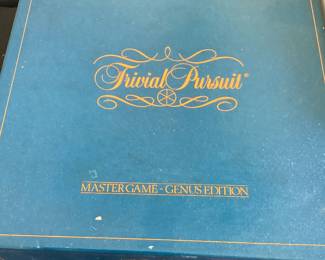 Trivial Pursuit®
MASTER GAME - GENUS EDITION